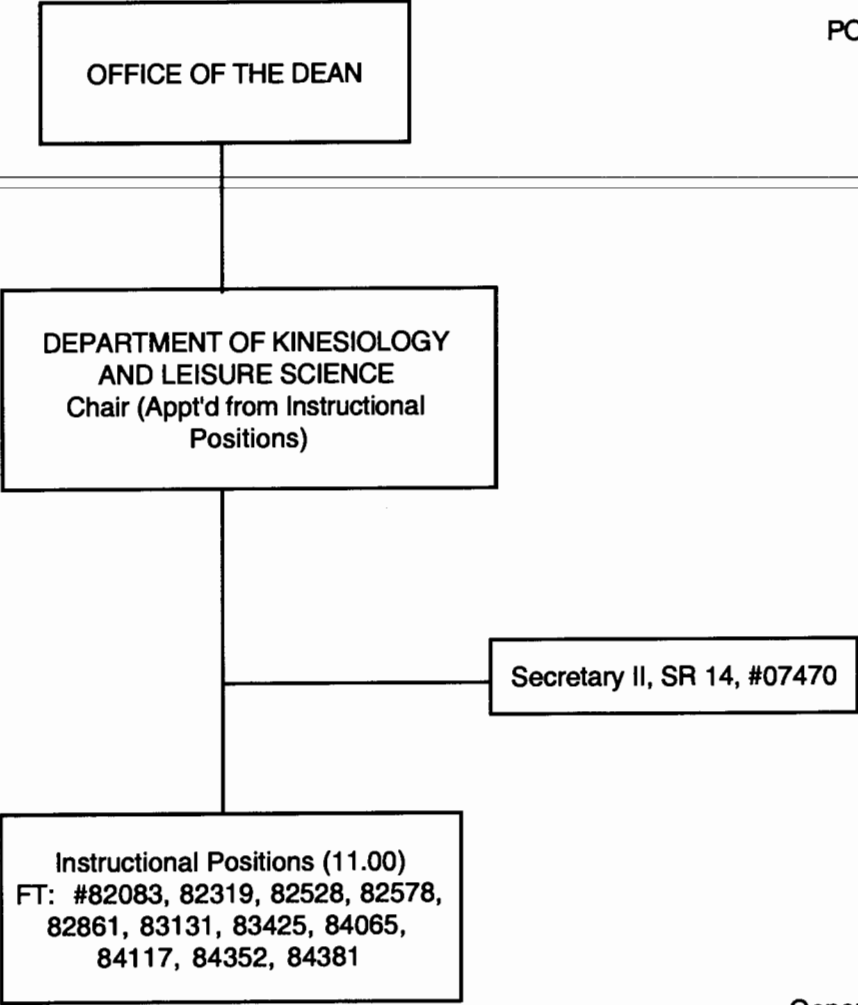 OFFICE OF THE DEAN
DEPARTMENT OF KINESIOLOGY
AND LEISURE SCIENCE
Chair (Appt'd from Instructional
Positions)
Secretary II, SR 14, #07470
Instructional Positions (11.00)
FT: #82083, 82319, 82528, 82578,
82861, 83131, 83425, 84065,
84117, 84352, 84381